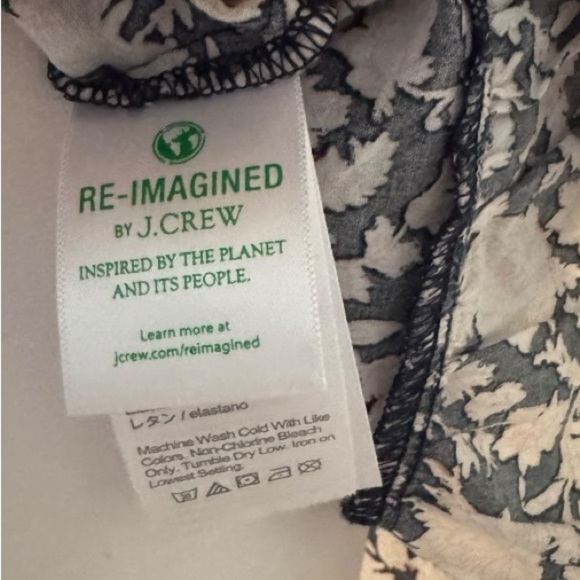 RE-IMAGINED
BY J.CREW
INSPIRED BY THE PLANET
AND ITS PEOPLE.
Learn more at
jcrew.com/reimagined
レタン / elastano
Machine Wash Cold With Like
Colors. Non-Chlorine Bleach
Only. Tumble Dry Low. Iron on
Lowest Setting.